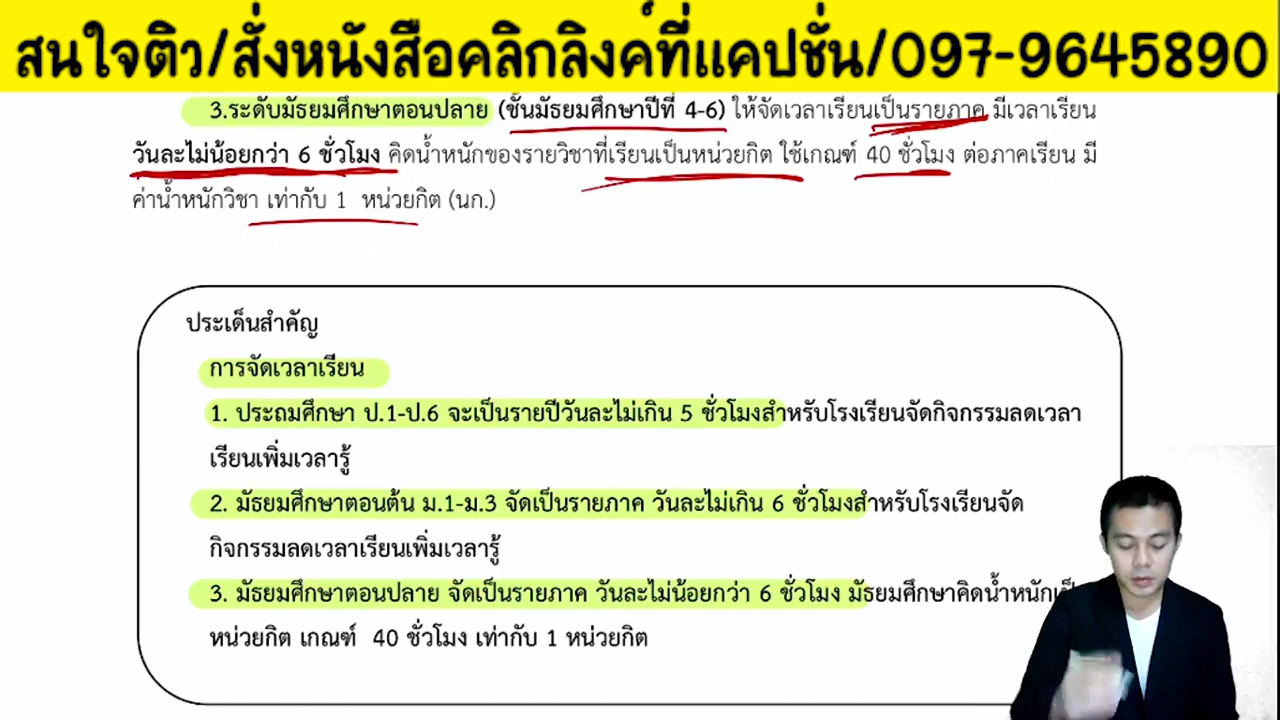 สนใจติว/สั่งหนังสือคลิกลิงค์ที่แคปชั่น/097-9645890
3.ระดับมัธยมศึกษาตอนปลาย (ชั้นมัธยมศึกษาปีที่ 4-6) ให้จัดเวลาเรียนเป็นรายภาค มีเวลาเรียน
วันละไม่น้อยกว่า 6 ชั่วโมง คิดน้ำหนักของรายวิชาที่เรียนเป็นหน่วยกิต ใช้เกณฑ์ 40 ชั่วโมง ต่อภาคเรียน มี
ค่าน้ำหนักวิชา เท่ากับ 1 หน่วยกิต (นก.)
ประเด็นสำคัญ
การจัดเวลาเรียน
1. ประถมศึกษา ป.1-ป.6 จะเป็นรายปีวันละไม่เกิน 5 ชั่วโมงสำหรับโรงเรียนจัดกิจกรรมลดเวลา
เรียนเพิ่มเวลารู้
2. มัธยมศึกษาตอนต้น ม.1-ม.3 จัดเป็นรายภาค วันละไม่เกิน 6 ชั่วโมงสำหรับโรงเรียนจัด
กิจกรรมลดเวลาเรียนเพิ่มเวลารู้
3. มัธยมศึกษาตอนปลาย จัดเป็นรายภาค วันละไม่น้อยกว่า 6 ชั่วโมง มัธยมศึกษาคิดน้ำหนัก
หน่วยกิต เกณฑ์ 40 ชั่วโมง เท่ากับ 1 หน่วยกิต